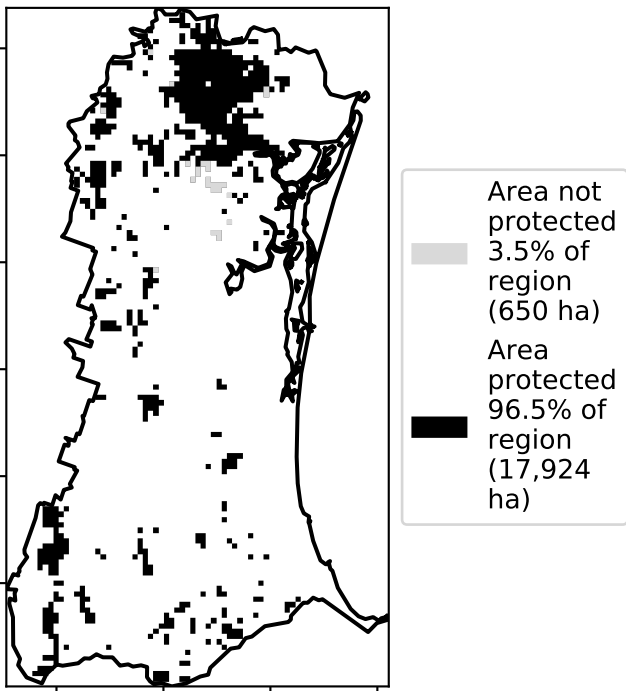 Area not
protected
3.5% of
region
(650 ha)
Area
protected
96.5% of
region
(17,924
ha)